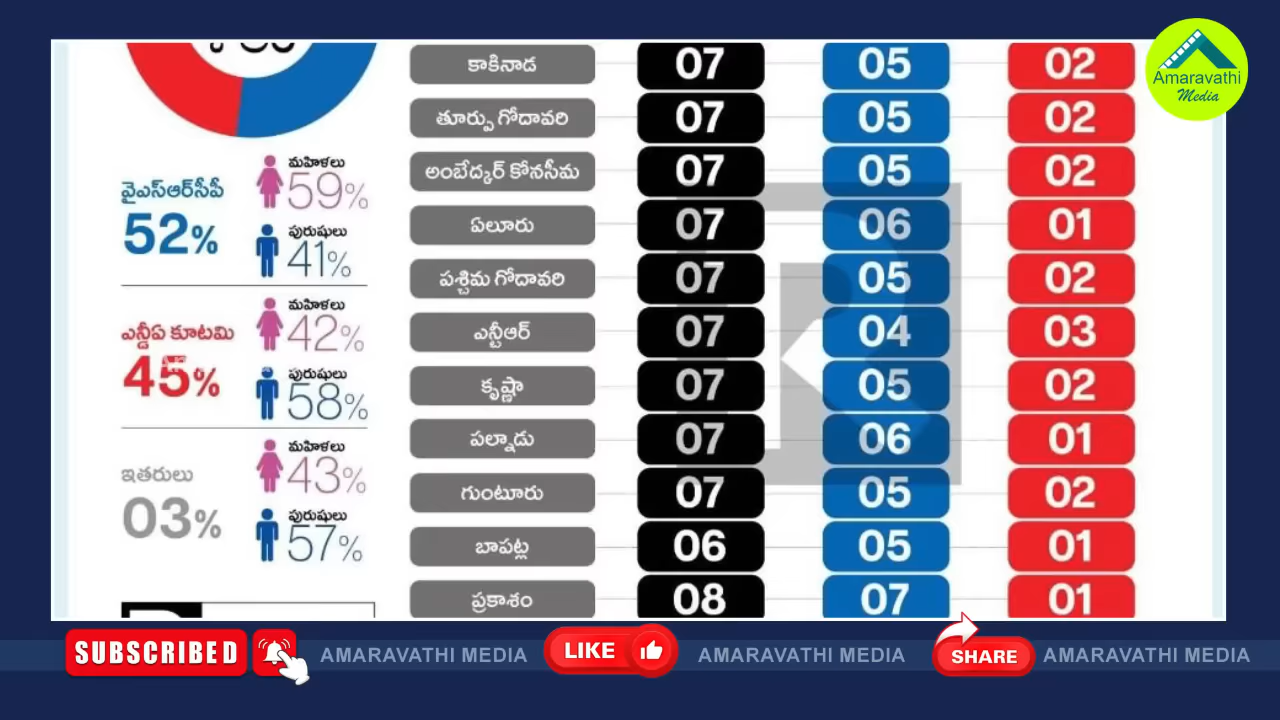 Amaravathi
Media
కాకినాడ 07 05 02
తూర్పు గోదావరి 07 05 02
అంబేద్కర్ కోనసీమ 07 05 02
ఏలూరు 07 06 01
పశ్చిమ గోదావరి 07 05 02
ఎన్టీఆర్ 07 04 03
కృష్ణా 07 05 02
పల్నాడు 07 06 01
గుంటూరు 07 05 02
బాపట్ల 06 05 01
ప్రకాశం 08 07 01
వైఎస్ఆర్‌సీపీ
52%
మహిళలు
59%
పురుషులు
41%
ఎన్డీఏ కూటమి
45%
మహిళలు
42%
పురుషులు
58%
ఇతరులు
03%
మహిళలు
43%
పురుషులు
57%
SUBSCRIBED AMARAVATHI MEDIA LIKE AMARAVATHI MEDIA SHARE AMARAVATHI MEDIA